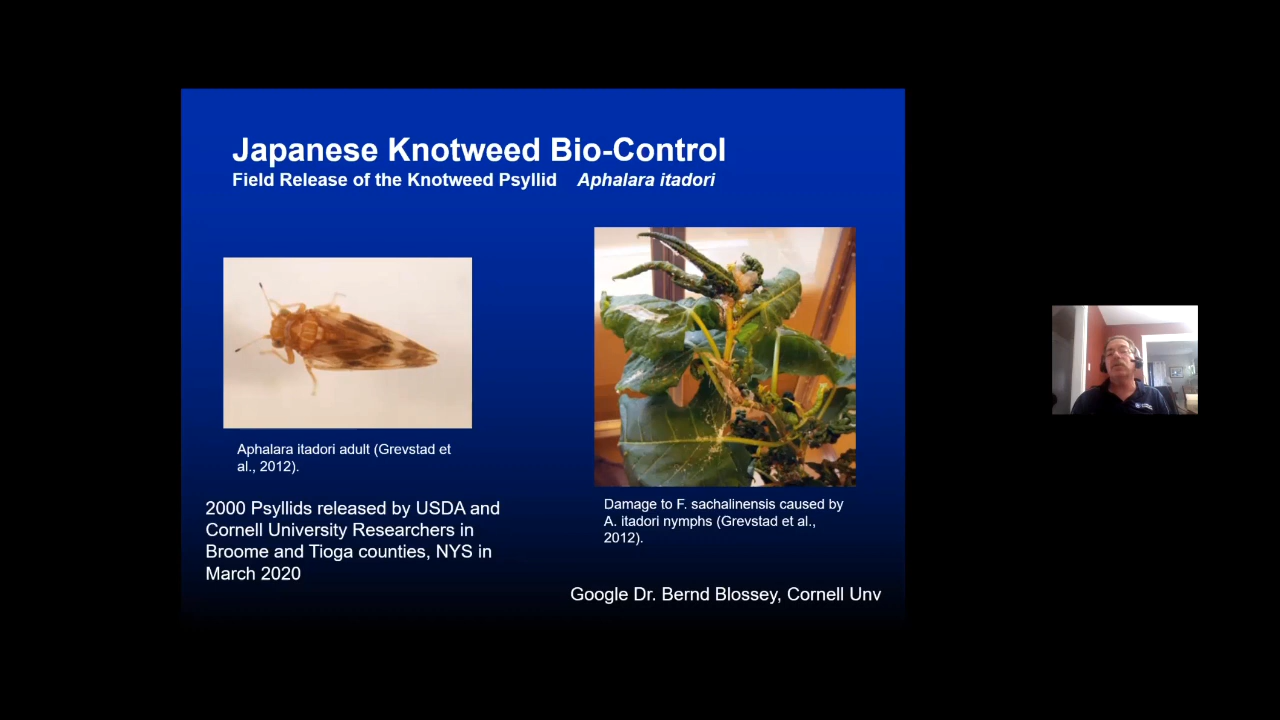 Japanese Knotweed Bio-Control
Field Release of the Knotweed Psyllid Aphalara itadori
Aphalara itadori adult (Grevstad et
al., 2012).
2000 Psyllids released by USDA and
Cornell University Researchers in
Broome and Tioga counties, NYS in
March 2020
Damage to F. sachalinensis caused by
A. itadori nymphs (Grevstad et al.,
2012).
Google Dr. Bernd Blossey, Cornell Unv